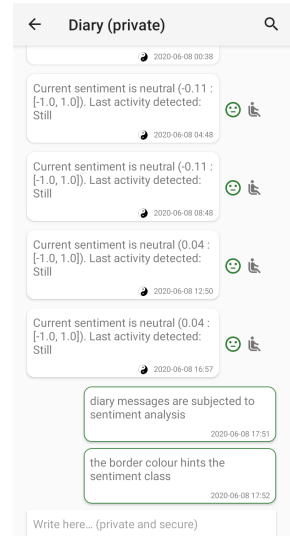 Diary (private)
2020-06-08 00:38
Current sentiment is neutral (-0.11 :
[-1.0, 1.0]). Last activity detected:
Still
2020-06-08 04:48
Current sentiment is neutral (-0.11 :
[-1.0, 1.0]). Last activity detected:
Still
2020-06-08 08:48
Current sentiment is neutral (0.04 :
[-1.0, 1.0]). Last activity detected:
Still
2020-06-08 12:50
Current sentiment is neutral (0.04 :
[-1.0, 1.0]). Last activity detected:
Still
2020-06-08 16:57
diary messages are subjected to
sentiment analysis
2020-06-08 17:51
the border colour hints the
sentiment class
2020-06-08 17:52
Write here... (private and secure)